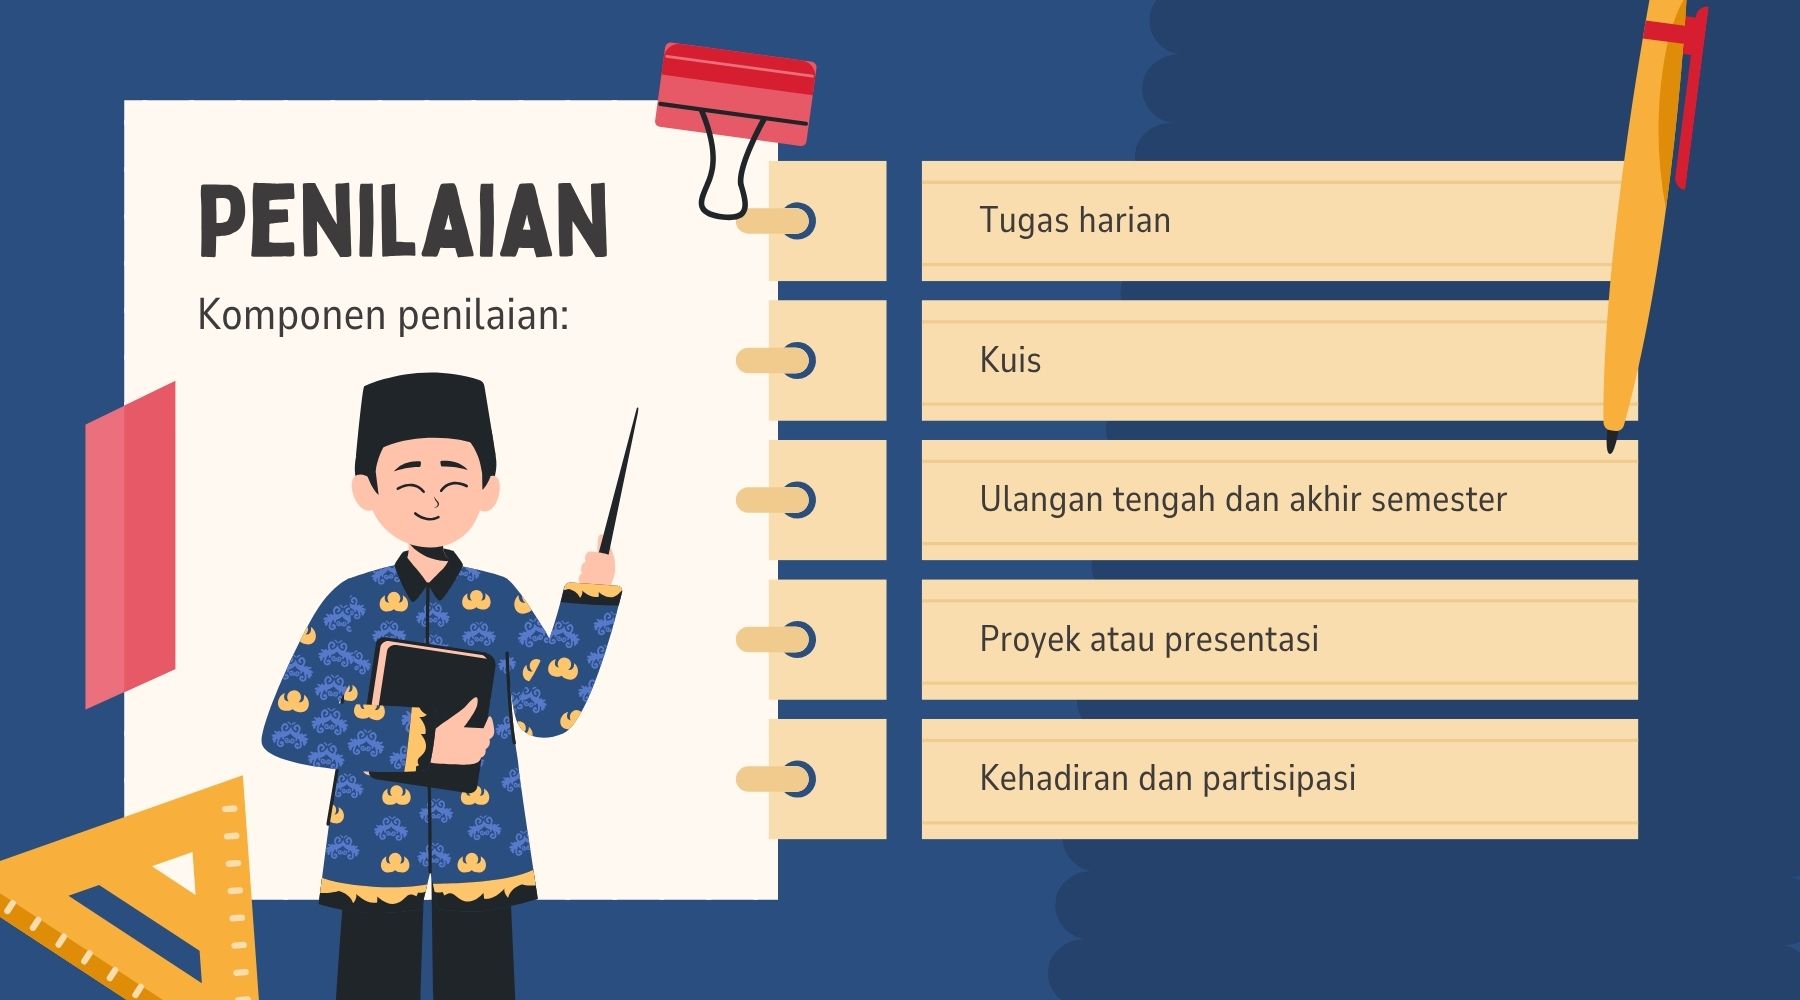 PENILAIAN
Komponen penilaian:
Tugas harian
Kuis
Ulangan tengah dan akhir semester
Proyek atau presentasi
Kehadiran dan partisipasi